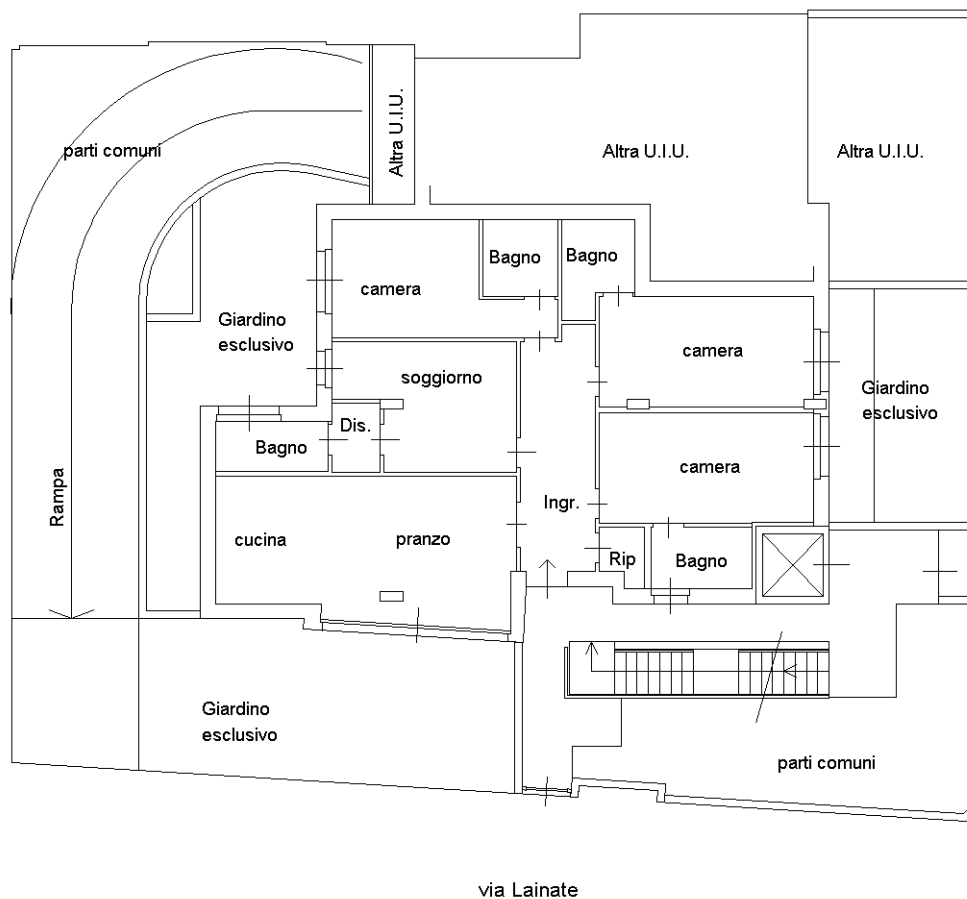 parti comuni
Altra U.I.U.
Altra U.I.U.
Altra U.I.U.
Bagno
Bagno
camera
Giardino
esclusivo
camera
soggiorno
Giardino
esclusivo
Dis.
Bagno
camera
Rampa
Ingr.
cucina
pranzo
Rip
Bagno
Giardino
esclusivo
parti comuni
via Lainate